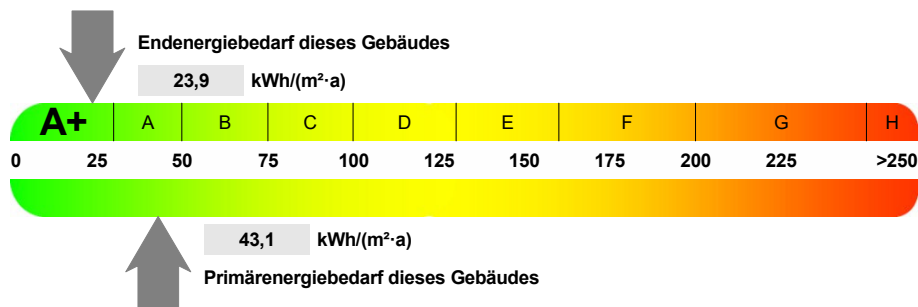 Endenergiebedarf dieses Gebäudes
23,9 kWh/(m²·a)
A+ A B C D E F G H
0 25 50 75 100 125 150 175 200 225 >250
43,1 kWh/(m²·a)
Primärenergiebedarf dieses Gebäudes